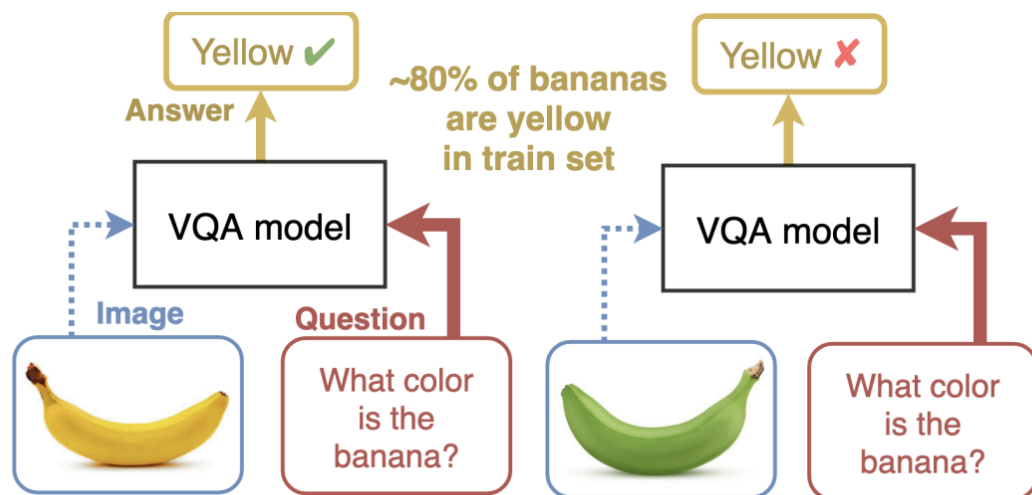 Yellow ✔
Answer
VQA model
Image
Question
What color
is the
banana?
~80% of bananas
are yellow
in train set
Yellow ✘
VQA model
What color
is the
banana?